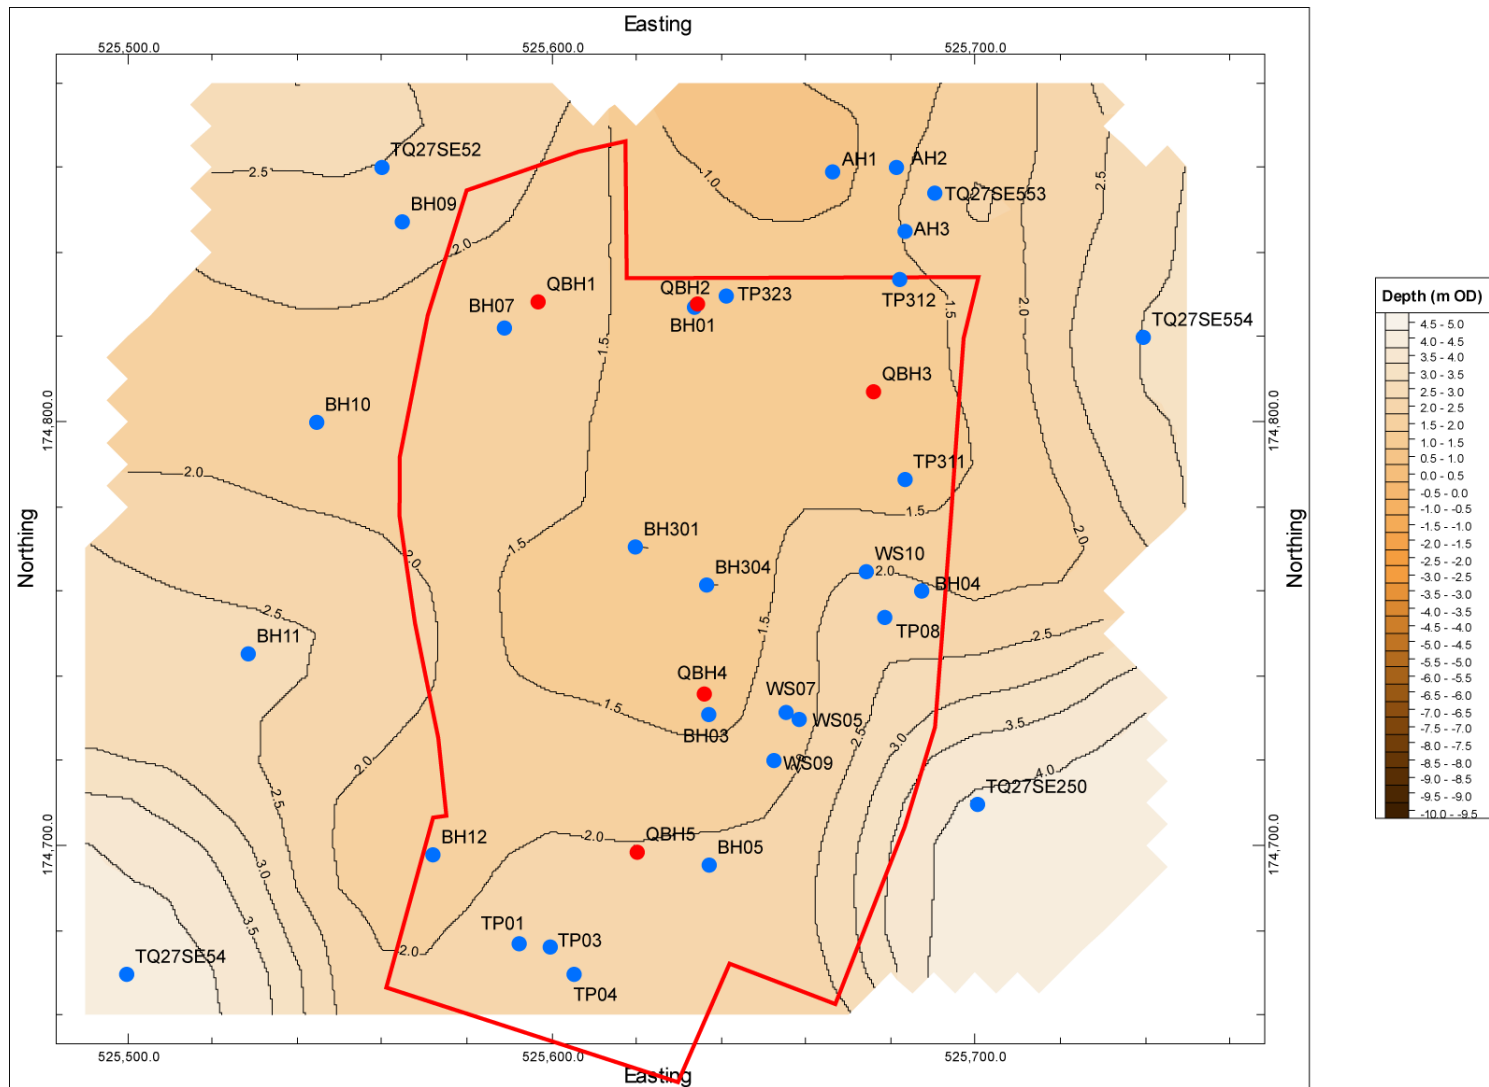 Easting
525,500.0 525,600.0 525,700.0
TQ27SE52
AH1 AH2
2.5 1.0 2.5
TQ27SE553
BH09
AH3
2.0
QBH1 QBH2 TP323 TP312
BH07 BH01
2.0
1.5
1.5
TQ27SE554
QBH3
BH10
174,800.0 174,800.0
TP311
2.0
1.5
Northing Northing
BH301
1.5
2.0
2.0
WS10
BH304 2.0 BH04
2.5
TP08
1.5
BH11 2.5
QBH4
WS07
1.5
WS05
BH03
3.5
2.5
3.0
2.0
WS09
4.0
TQ27SE250
2.5
BH12 2.0 QBH5
BH05
174,700.0 174,700.0
3.0
3.5
TP01
TP03
2.0
TQ27SE54
TP04
525,500.0 525,600.0 525,700.0
Easting
Depth (m OD)
4.5 - 5.0
4.0 - 4.5
3.5 - 4.0
3.0 - 3.5
2.5 - 3.0
2.0 - 2.5
1.5 - 2.0
1.0 - 1.5
0.5 - 1.0
0.0 - 0.5
-0.5 - 0.0
-1.0 - -0.5
-1.5 - -1.0
-2.0 - -1.5
-2.5 - -2.0
-3.0 - -2.5
-3.5 - -3.0
-4.0 - -3.5
-4.5 - -4.0
-5.0 - -4.5
-5.5 - -5.0
-6.0 - -5.5
-6.5 - -6.0
-7.0 - -6.5
-7.5 - -7.0
-8.0 - -7.5
-8.5 - -8.0
-9.0 - -8.5
-9.5 - -9.0
-10.0 - -9.5